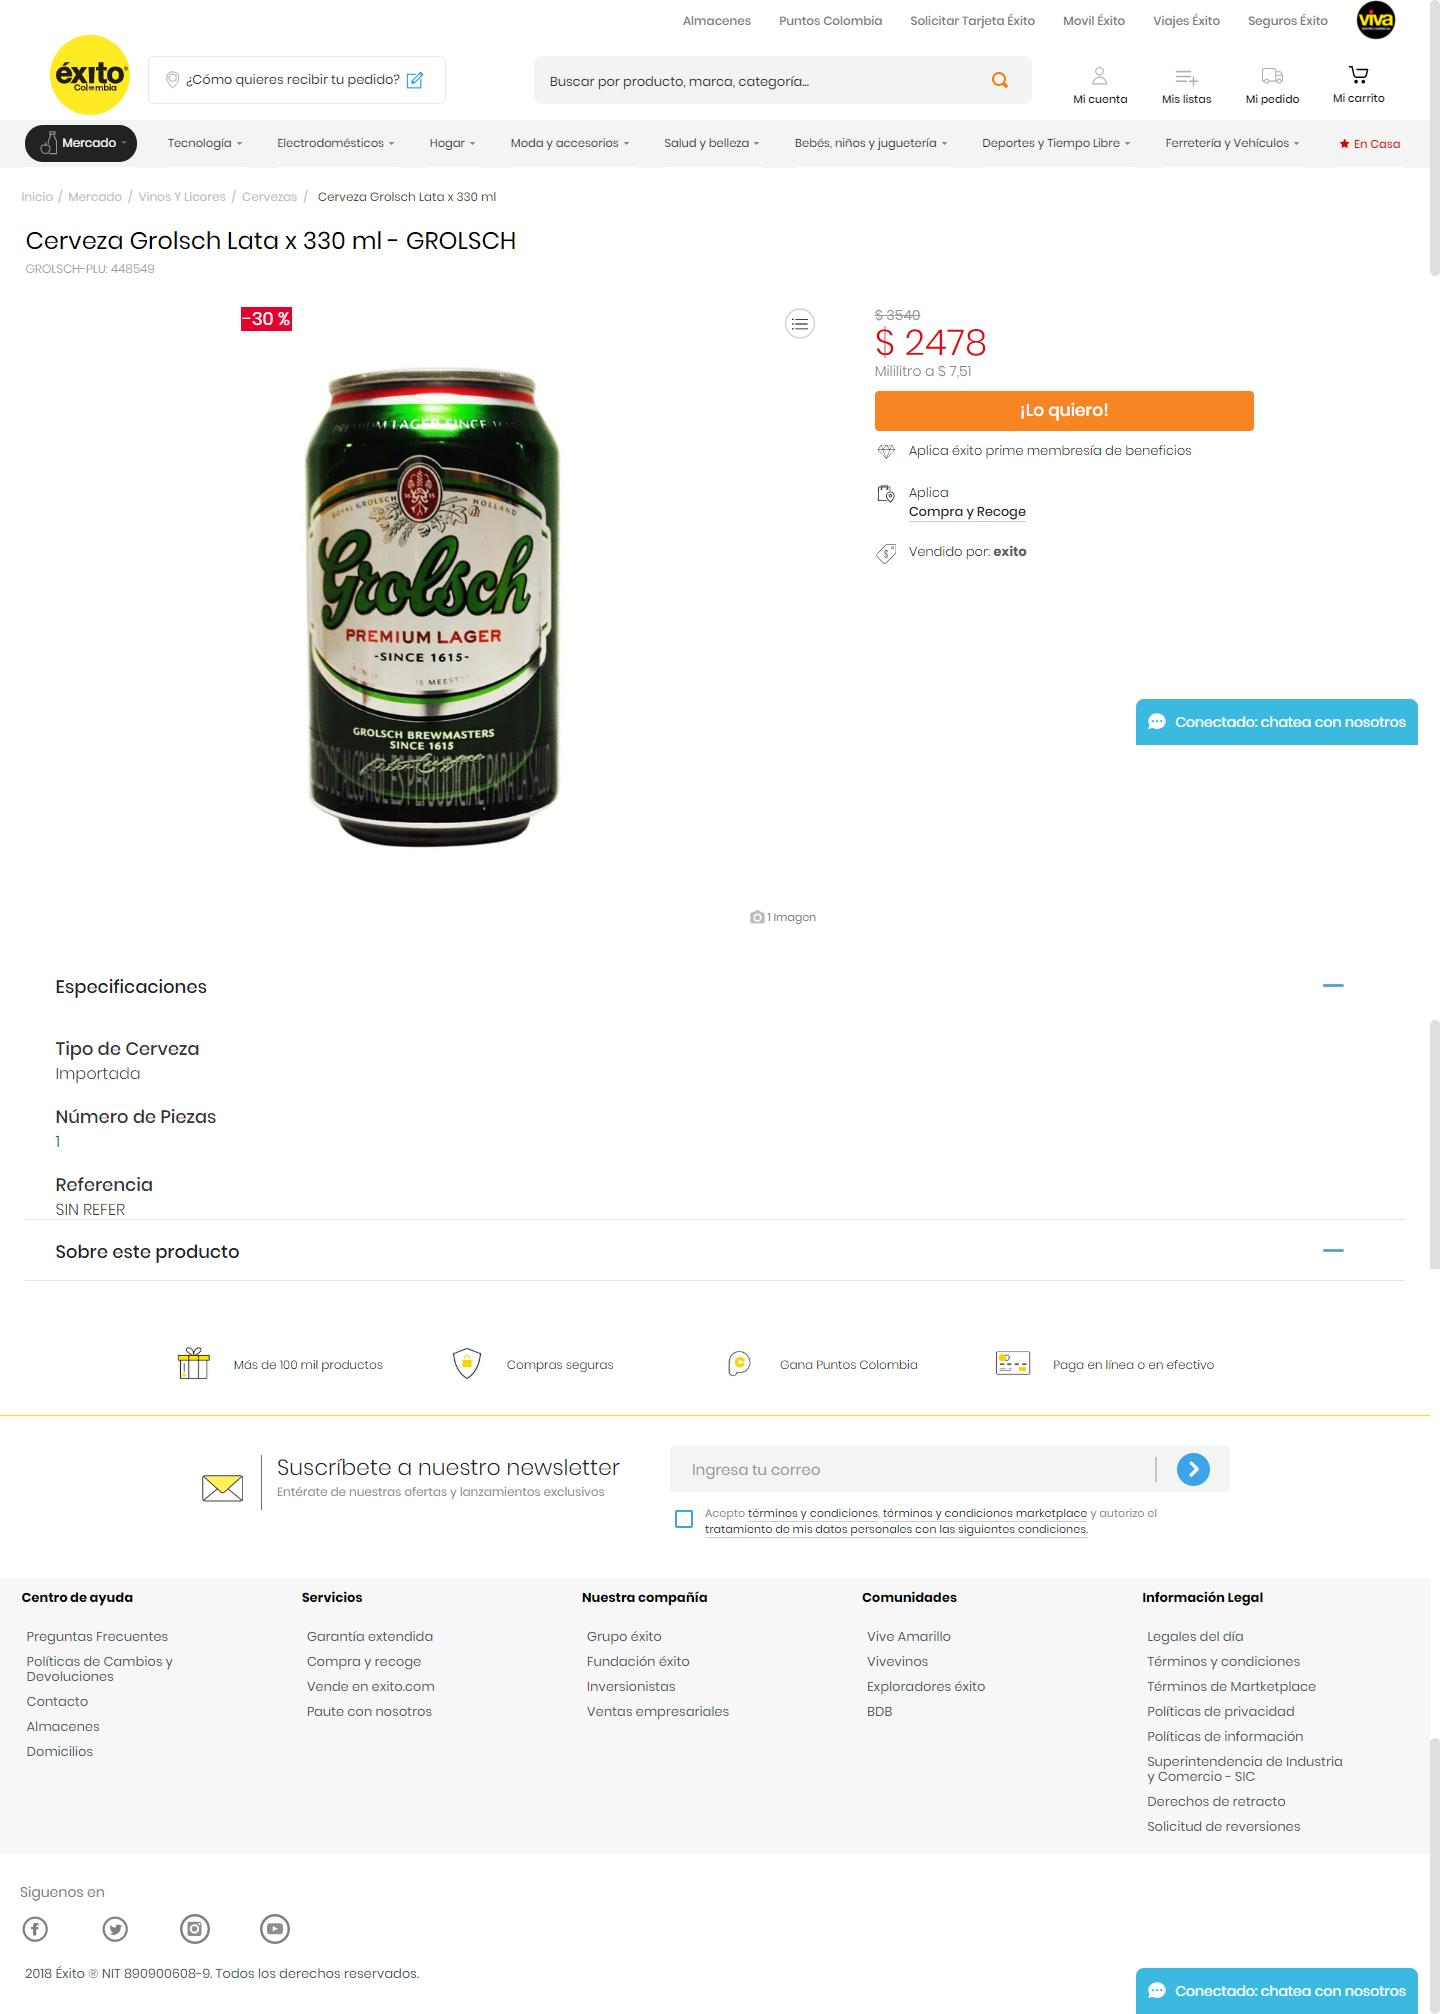 Almacenes Puntos Colombia Solicitar Tarjeta Éxito Movil Éxito Viajes Éxito Seguros Éxito viva
éxito
Colombia
¿Cómo quieres recibir tu pedido?
Buscar por producto, marca, categoría...
Mi cuenta Mis listas Mi pedido Mi carrito
Mercado Tecnología Electrodomésticos Hogar Moda y accesorios Salud y belleza Bebés, niños y juguetería Deportes y Tiempo Libre Ferretería y Vehículos En Casa
Inicio / Mercado / Vinos Y Licores / Cervezas / Cerveza Grolsch Lata x 330 ml
Cerveza Grolsch Lata x 330 ml - GROLSCH
GROLSCH-PLU: 448549
-30 %
M LAGER SINCE
ROYAL GROLSCH HOLLAND
Grolsch
PREMIUM LAGER
-SINCE 1615-
IS MEEST
GROLSCH BREWMASTERS
SINCE 1615
1 Imagen
$ 3540
$ 2478
Mililitro a $ 7,51
¡Lo quiero!
Aplica éxito prime membresía de beneficios
Aplica
Compra y Recoge
Vendido por: exito
Conectado: chatea con nosotros
Especificaciones
Tipo de Cerveza
Importada
Número de Piezas
1
Referencia
SIN REFER
Sobre este producto
Más de 100 mil productos
Compras seguras
Gana Puntos Colombia
Paga en línea o en efectivo
Suscríbete a nuestro newsletter
Entérate de nuestras ofertas y lanzamientos exclusivos
Ingresa tu correo
Acepto términos y condiciones, términos y condiciones marketplace y autorizo el
tratamiento de mis datos personales con las siguientes condiciones.
Centro de ayuda
Preguntas Frecuentes
Políticas de Cambios y
Devoluciones
Contacto
Almacenes
Domicilios
Servicios
Garantía extendida
Compra y recoge
Vende en exito.com
Paute con nosotros
Nuestra compañía
Grupo éxito
Fundación éxito
Inversionistas
Ventas empresariales
Comunidades
Vive Amarillo
Vivevinos
Exploradores éxito
BDB
Información Legal
Legales del día
Términos y condiciones
Términos de Martketplace
Políticas de privacidad
Políticas de información
Superintendencia de Industria
y Comercio - SIC
Derechos de retracto
Solicitud de reversiones
Siguenos en
2018 Éxito ® NIT 890900608-9. Todos los derechos reservados.
Conectado: chatea con nosotros